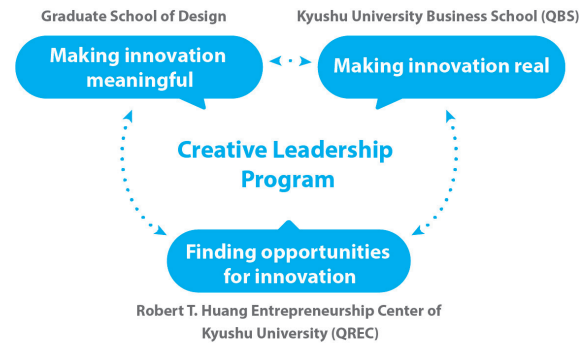 Graduate School of Design
Kyushu University Business School (QBS)
Making innovation
meaningful
Making innovation real
Creative Leadership
Program
Finding opportunities
for innovation
Robert T. Huang Entrepreneurship Center of
Kyushu University (QREC)